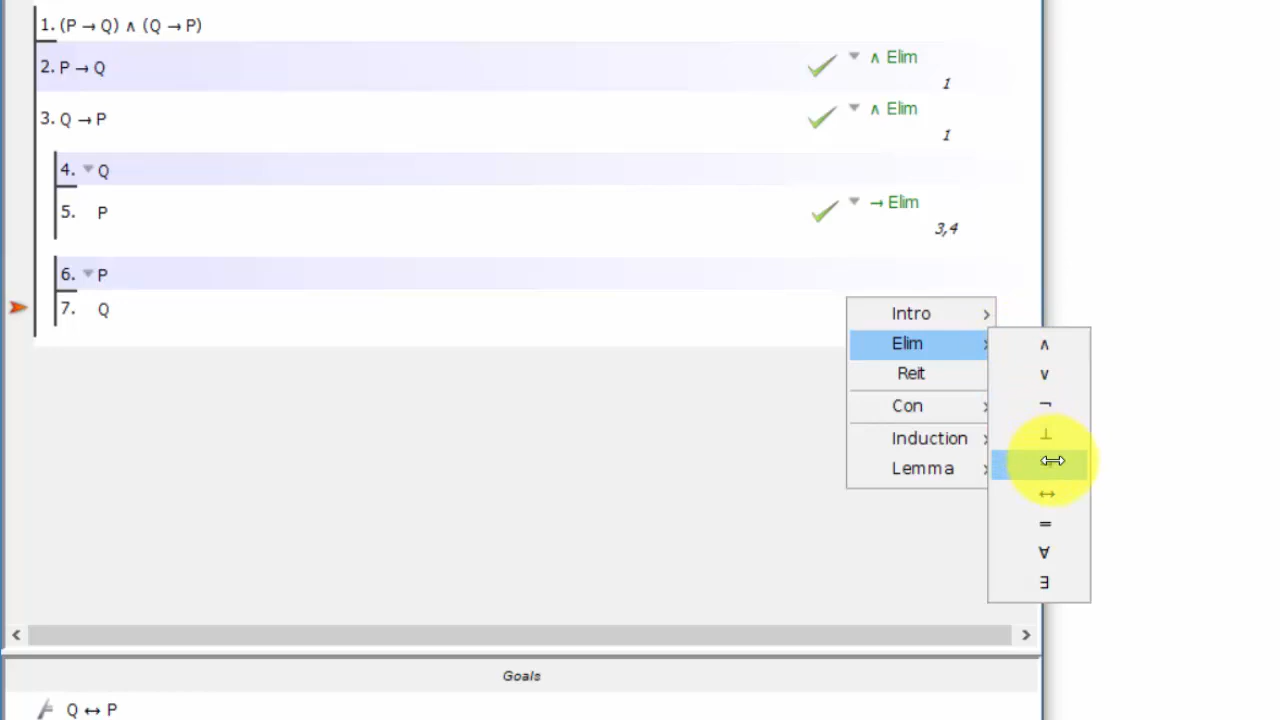 1. (P → Q) ∧ (Q → P)
2. P → Q
∧ Elim
1
3. Q → P
∧ Elim
1
4. Q
5. P
→ Elim
3,4
6. P
7. Q
Intro
Elim
Reit
Con
Induction
Lemma
∧
∨
¬
⊥
↔
=
∀
∃
Goals
Q ↔ P